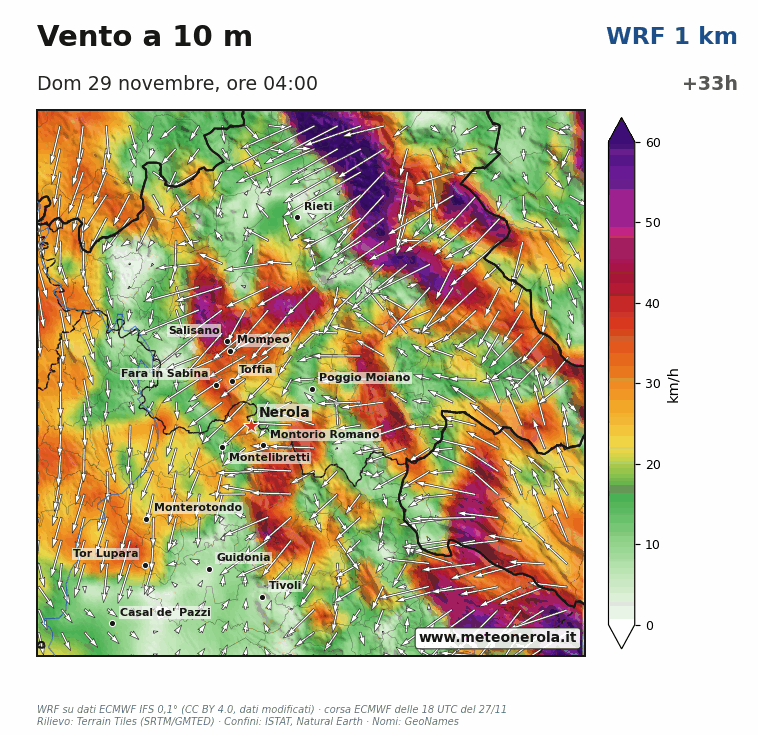 Vento a 10 m
WRF 1 km
Dom 29 novembre, ore 04:00
+33h
Rieti
Salisano
Mompeo
Fara in Sabina
Toffia
Poggio Moiano
Nerola
Montorio Romano
Montelibretti
Monterotondo
Tor Lupara
Guidonia
Tivoli
Casal de' Pazzi
www.meteonerola.it
60
50
40
30
20
10
0
km/h
WRF su dati ECMWF IFS 0,1° (CC BY 4.0, dati modificati) · corsa ECMWF delle 18 UTC del 27/11
Rilievo: Terrain Tiles (SRTM/GMTED) · Confini: ISTAT, Natural Earth · Nomi: GeoNames